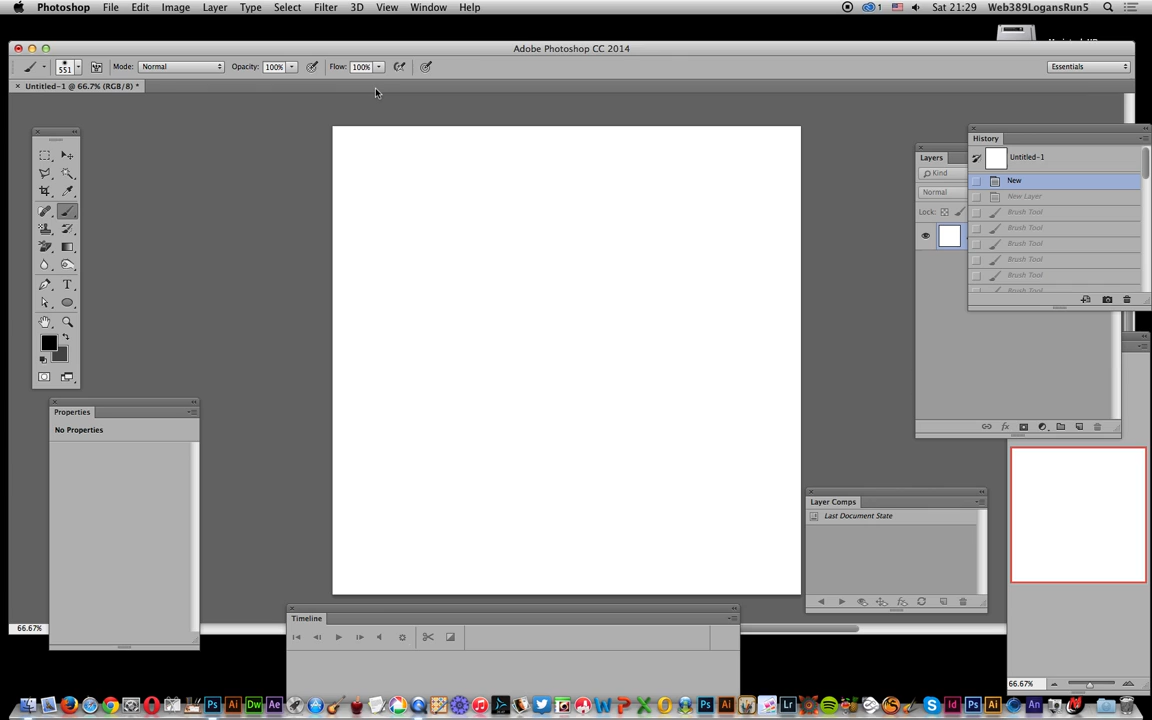 Photoshop File Edit Image Layer Type Select Filter 3D View Window Help 1 Sat 21:29 Web389LogansRun5
Adobe Photoshop CC 2014
551 Mode: Normal Opacity: 100% Flow: 100% Essentials
Untitled-1 @ 66.7% (RGB/8) *
History
Untitled-1
New
New Layer
Brush Tool
Brush Tool
Brush Tool
Brush Tool
Brush Tool
Brush Tool
Layers
Kind
Normal
Lock:
Properties
No Properties
Layer Comps
Last Document State
Timeline
66.67%
66.67%